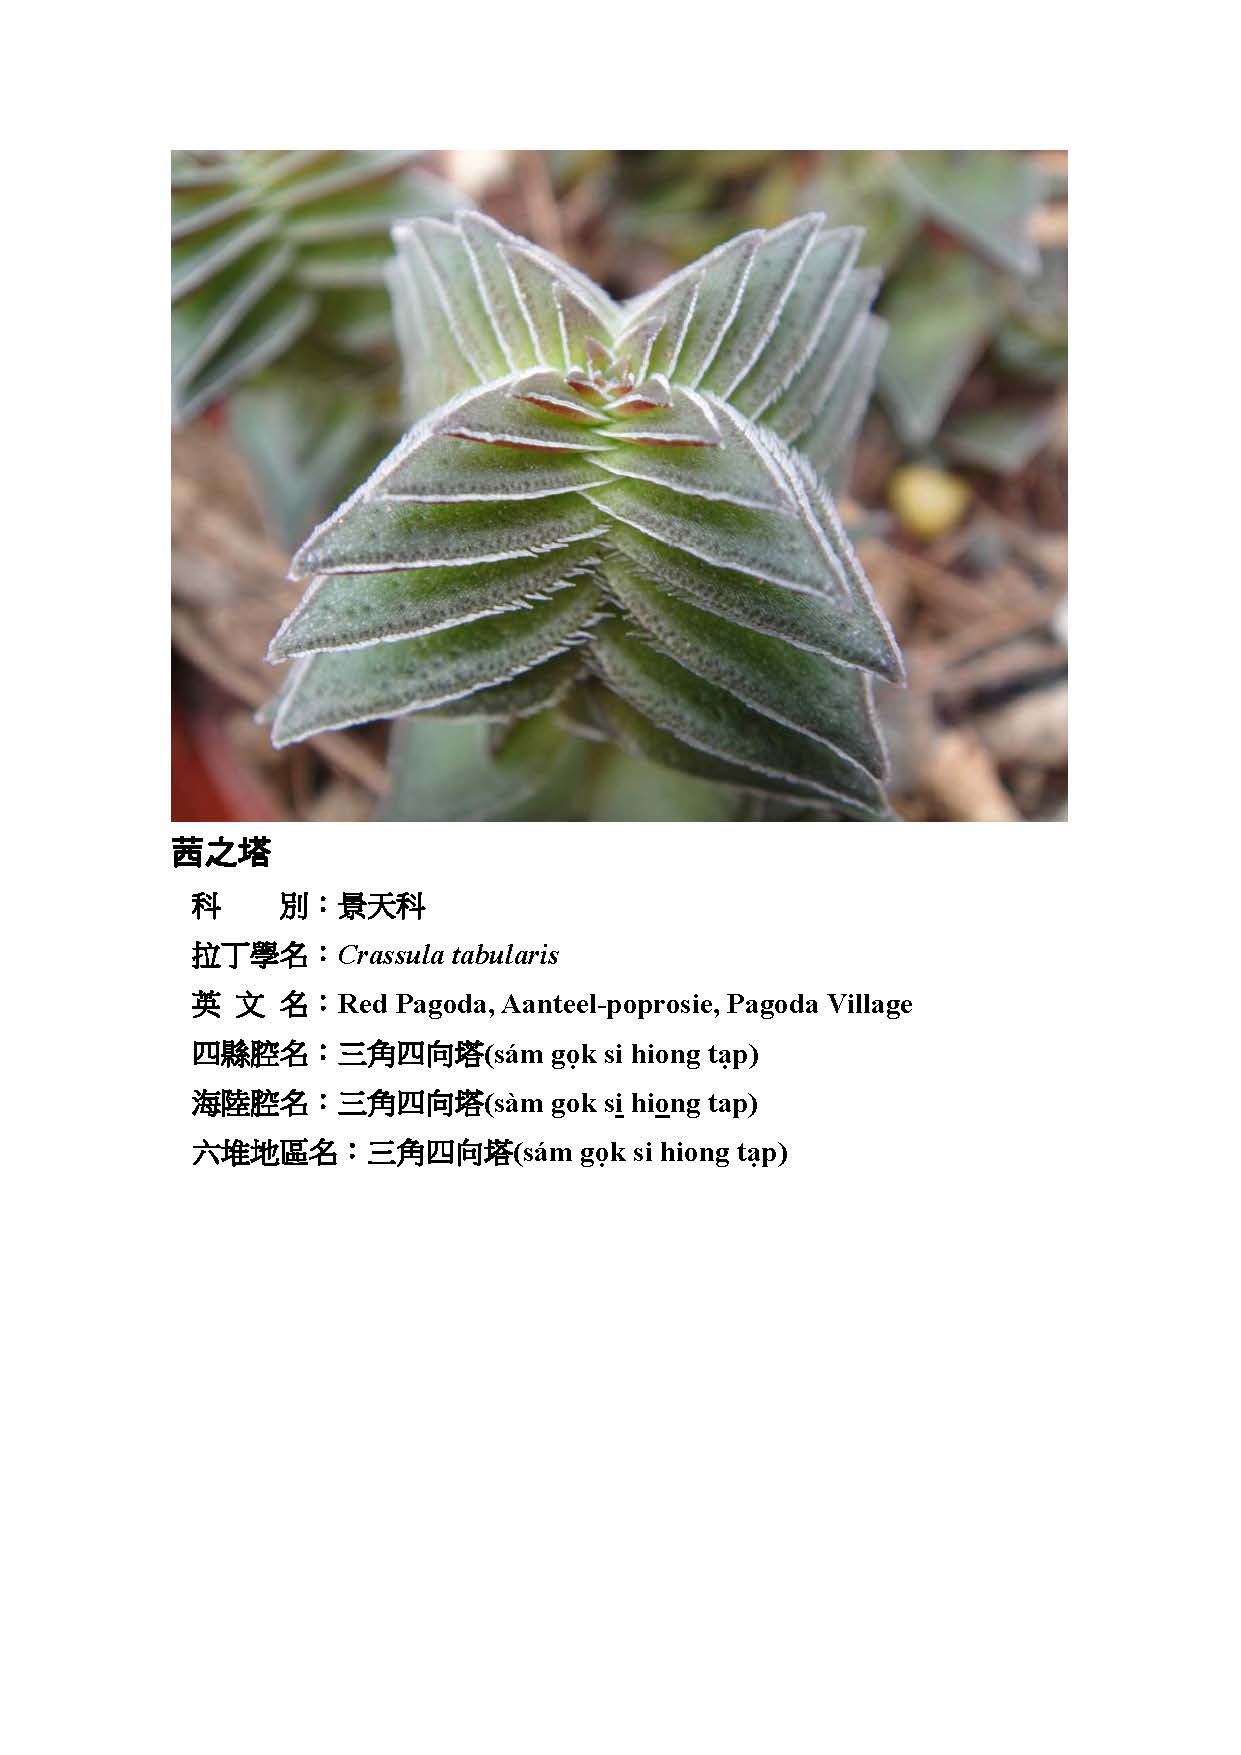 茜之塔
科　　別：景天科
拉丁學名：Crassula tabularis
英 文 名：Red Pagoda, Aanteel-poprosie, Pagoda Village
四縣腔名：三角四向塔(sám gọk si hiong tạp)
海陸腔名：三角四向塔(sàm gok si̲ hio̲ng tap)
六堆地區名：三角四向塔(sám gọk si hiong tạp)